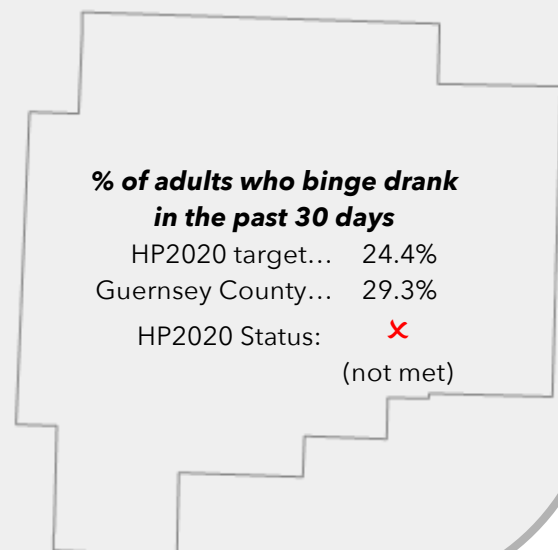 % of adults who binge drank
in the past 30 days
HP2020 target… 24.4%
Guernsey County… 29.3%
HP2020 Status: ✗
(not met)